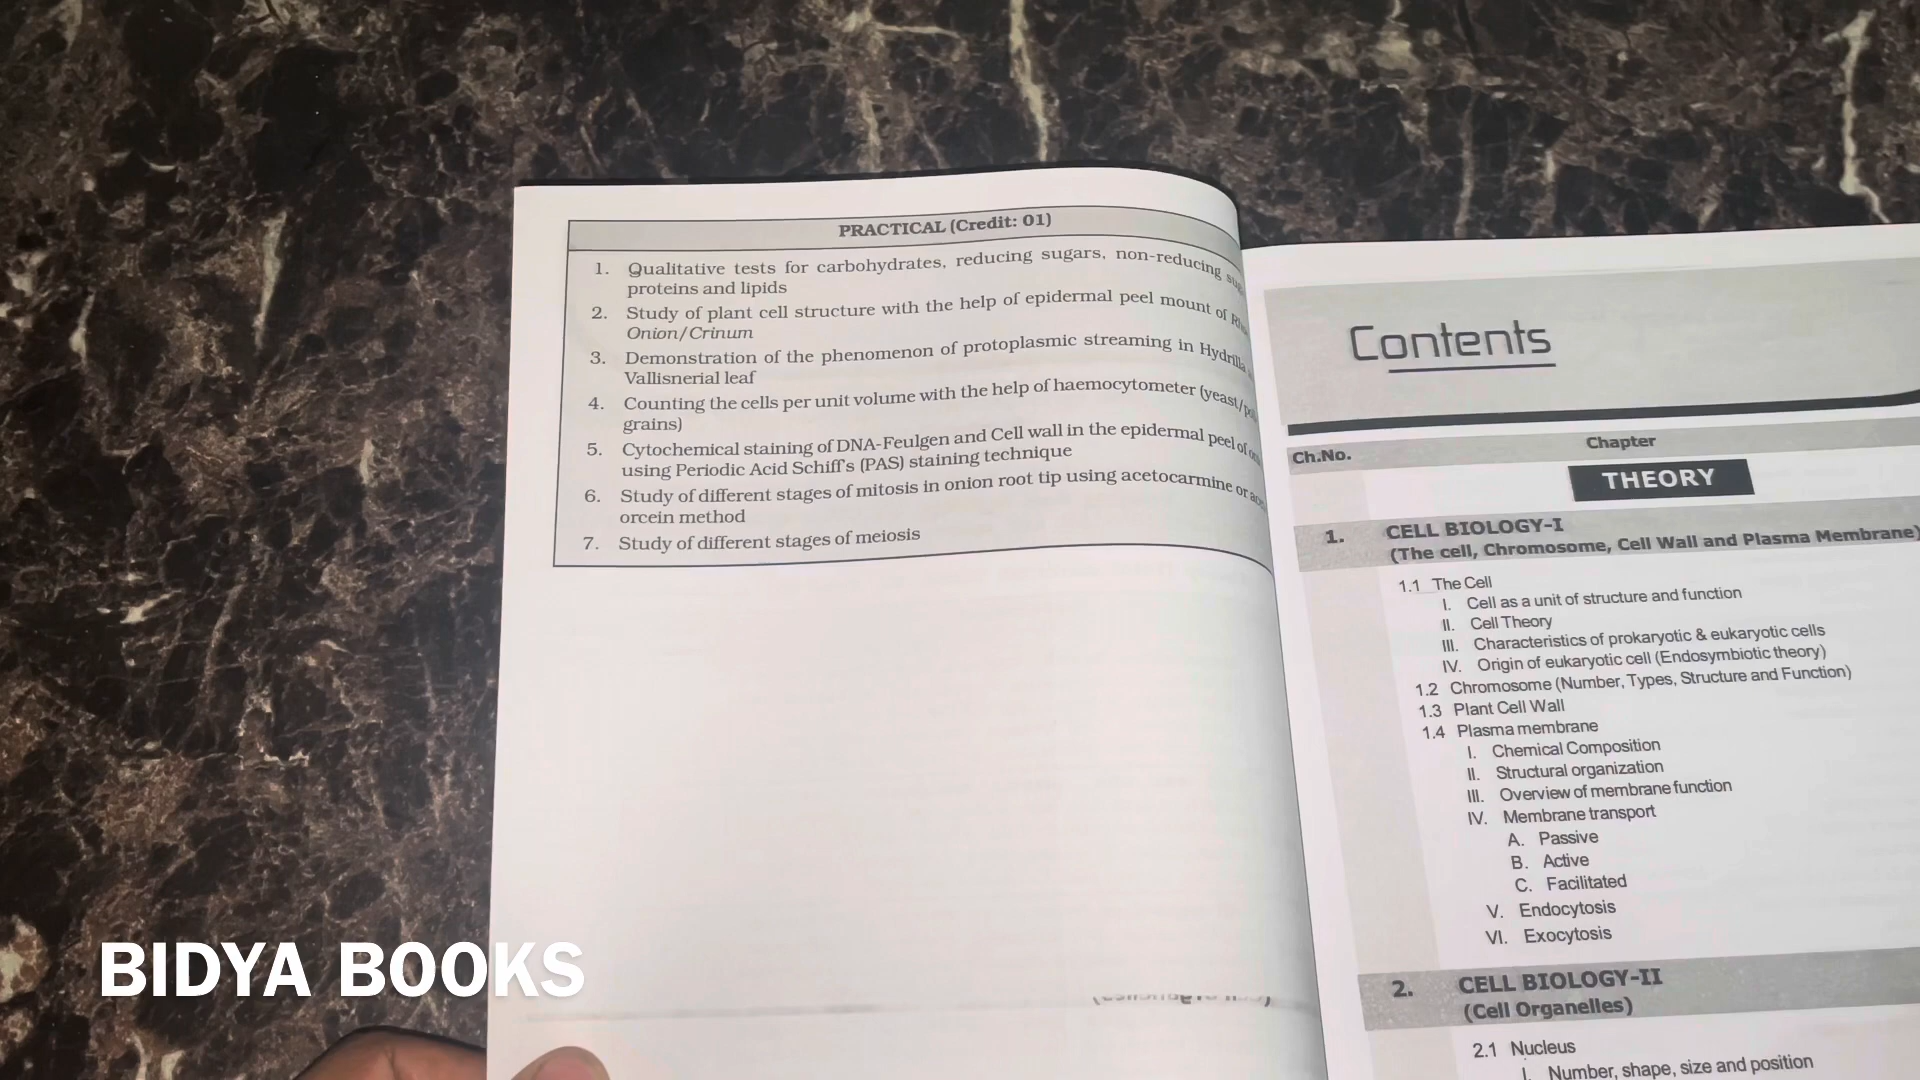 PRACTICAL (Credit: 01)
1. Qualitative tests for carbohydrates, reducing sugars, non-reducing
proteins and lipids
2. Study of plant cell structure with the help of epidermal peel mount of
Onion/Crinum
3. Demonstration of the phenomenon of protoplasmic streaming in Hydrilla
Vallisnerial leaf
4. Counting the cells per unit volume with the help of haemocytometer (yeast/
grains)
5. Cytochemical staining of DNA-Feulgen and Cell wall in the epidermal peel of
using Periodic Acid Schiff's (PAS) staining technique
6. Study of different stages of mitosis in onion root tip using acetocarmine or
orcein method
7. Study of different stages of meiosis
Contents
Ch.No. Chapter
THEORY
1. CELL BIOLOGY-I
(The cell, Chromosome, Cell Wall and Plasma Membrane)
1.1 The Cell
I. Cell as a unit of structure and function
II. Cell Theory
III. Characteristics of prokaryotic & eukaryotic cells
IV. Origin of eukaryotic cell (Endosymbiotic theory)
1.2 Chromosome (Number, Types, Structure and Function)
1.3 Plant Cell Wall
1.4 Plasma membrane
I. Chemical Composition
II. Structural organization
III. Overview of membrane function
IV. Membrane transport
A. Passive
B. Active
C. Facilitated
V. Endocytosis
VI. Exocytosis
2. CELL BIOLOGY-II
(Cell Organelles)
2.1 Nucleus
I. Number, shape, size and position
BIDYA BOOKS